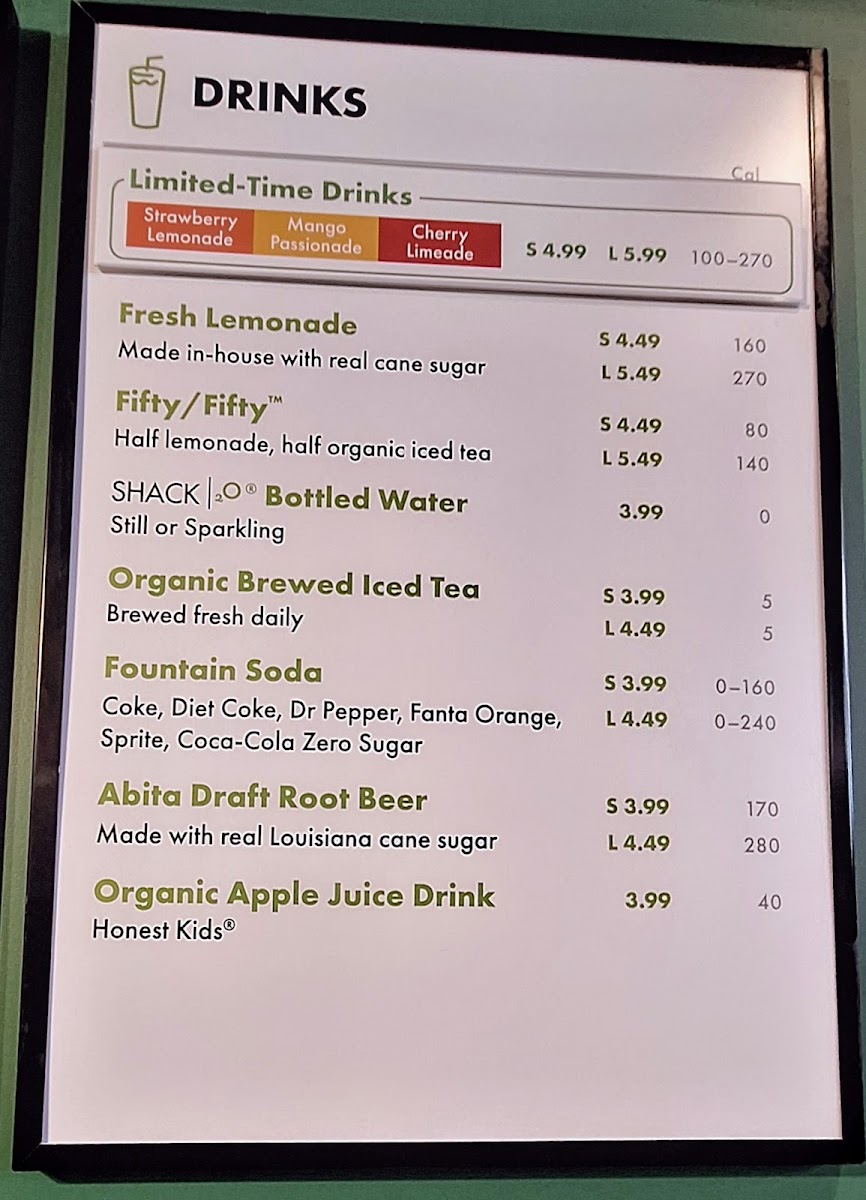 DRINKS
Cal
Limited-Time Drinks
Strawberry Lemonade Mango Passionade Cherry Limeade S 4.99 L 5.99 100–270
Fresh Lemonade S 4.49 160
Made in-house with real cane sugar L 5.49 270
Fifty/Fifty™ S 4.49 80
Half lemonade, half organic iced tea L 5.49 140
SHACK|₂O® Bottled Water 3.99 0
Still or Sparkling
Organic Brewed Iced Tea S 3.99 5
Brewed fresh daily L 4.49 5
Fountain Soda S 3.99 0–160
Coke, Diet Coke, Dr Pepper, Fanta Orange, L 4.49 0–240
Sprite, Coca-Cola Zero Sugar
Abita Draft Root Beer S 3.99 170
Made with real Louisiana cane sugar L 4.49 280
Organic Apple Juice Drink 3.99 40
Honest Kids®